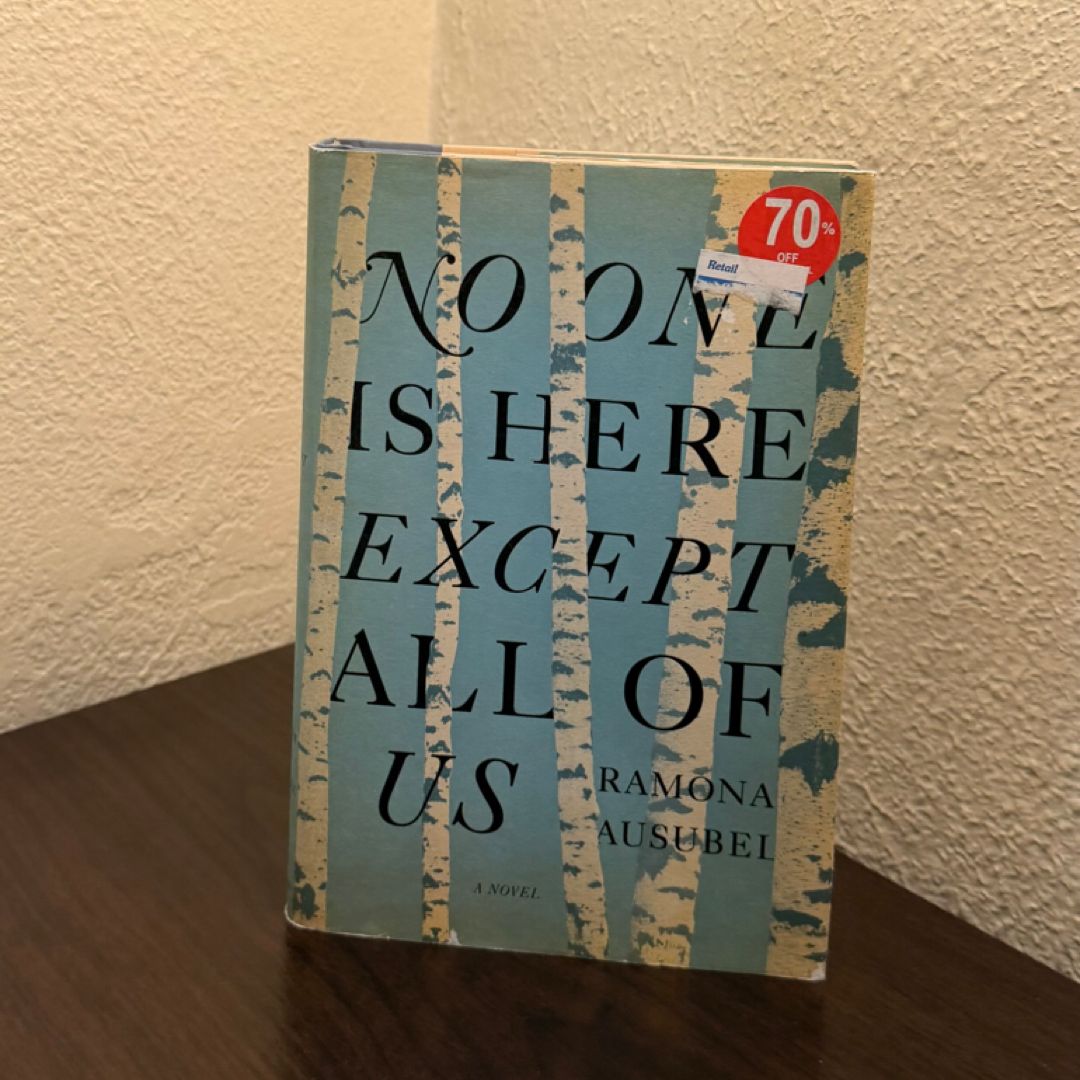 70%
OFF
Retail
NO ONE
IS HERE
EXCEPT
ALL OF
US
RAMONA
AUSUBEL
A NOVEL